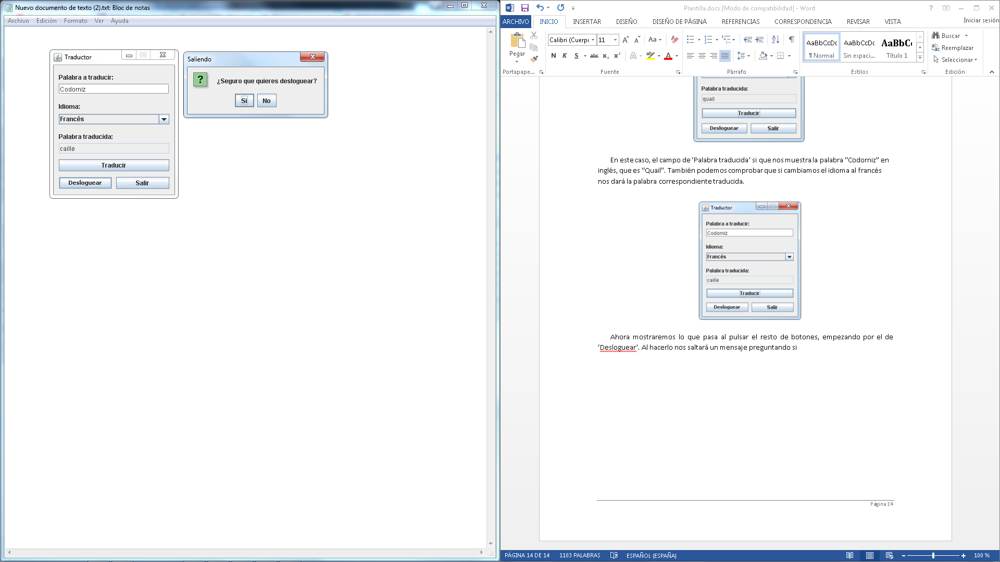 Nuevo documento de texto (2).txt: Bloc de notas
Archivo Edición Formato Ver Ayuda
Traductor
Palabra a traducir:
Codorniz
Idioma:
Francés
Palabra traducida:
caille
Traducir
Desloguear Salir
Saliendo
¿Seguro que quieres desloguear?
Si No
Plantilla.docx [Modo de compatibilidad] - Word
ARCHIVO INICIO INSERTAR DISEÑO DISEÑO DE PÁGINA REFERENCIAS CORRESPONDENCIA REVISAR VISTA Iniciar sesión
Pegar
Portapape...
Calibri (Cuerpo 11
N K S abc x₂ x²
Fuente
Párrafo
AaBbCcDc AaBbCcDc AaBbCc
¶ Normal Sin espaci... Título 1
Estilos
Buscar
Reemplazar
Seleccionar
Edición
Palabra traducida:
quail
Traducir
Desloguear Salir
En este caso, el campo de ‘Palabra traducida’ si que nos muestra la palabra “Codorniz” en
inglés, que es “Quail”. También podemos comprobar que si cambiamos el idioma al francés
nos dará la palabra correspondiente traducida.
Traductor
Palabra a traducir:
Codorniz
Idioma:
Francés
Palabra traducida:
caille
Traducir
Desloguear Salir
Ahora mostraremos lo que pasa al pulsar el resto de botones, empezando por el de
‘Desloguear’. Al hacerlo nos saltará un mensaje preguntando si
Página 14
PÁGINA 14 DE 14 1103 PALABRAS ESPAÑOL (ESPAÑA) 100 %